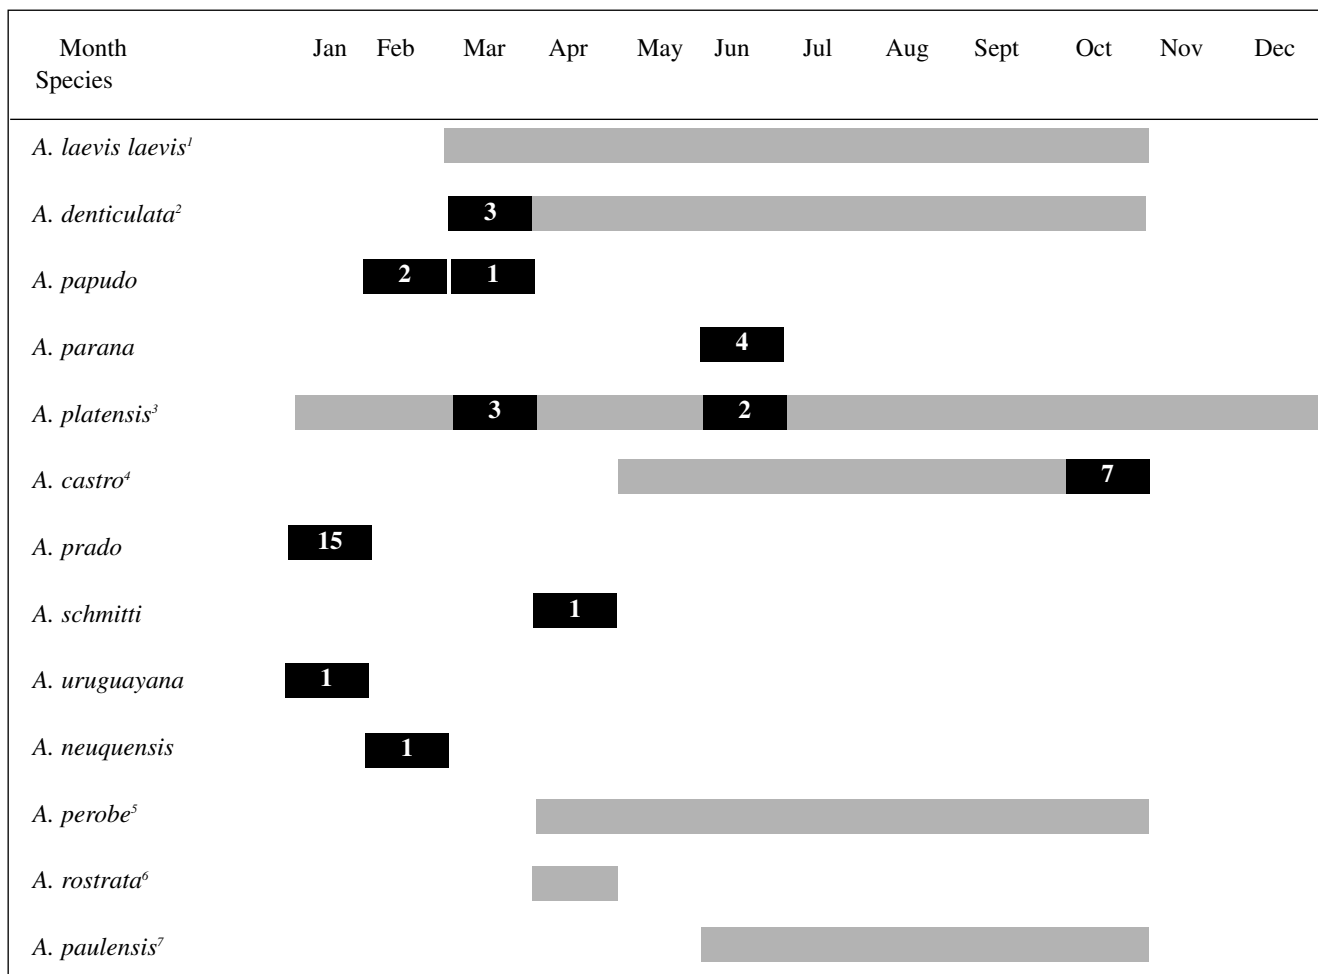 Month Jan Feb Mar Apr May Jun Jul Aug Sept Oct Nov Dec
Species
A. laevis laevis¹
A. denticulata² 3
A. papudo 2 1
A. parana 4
A. platensis³ 3 2
A. castro⁴ 7
A. prado 15
A. schmitti 1
A. uruguayana 1
A. neuquensis 1
A. perobe⁵
A. rostrata⁶
A. paulensis⁷